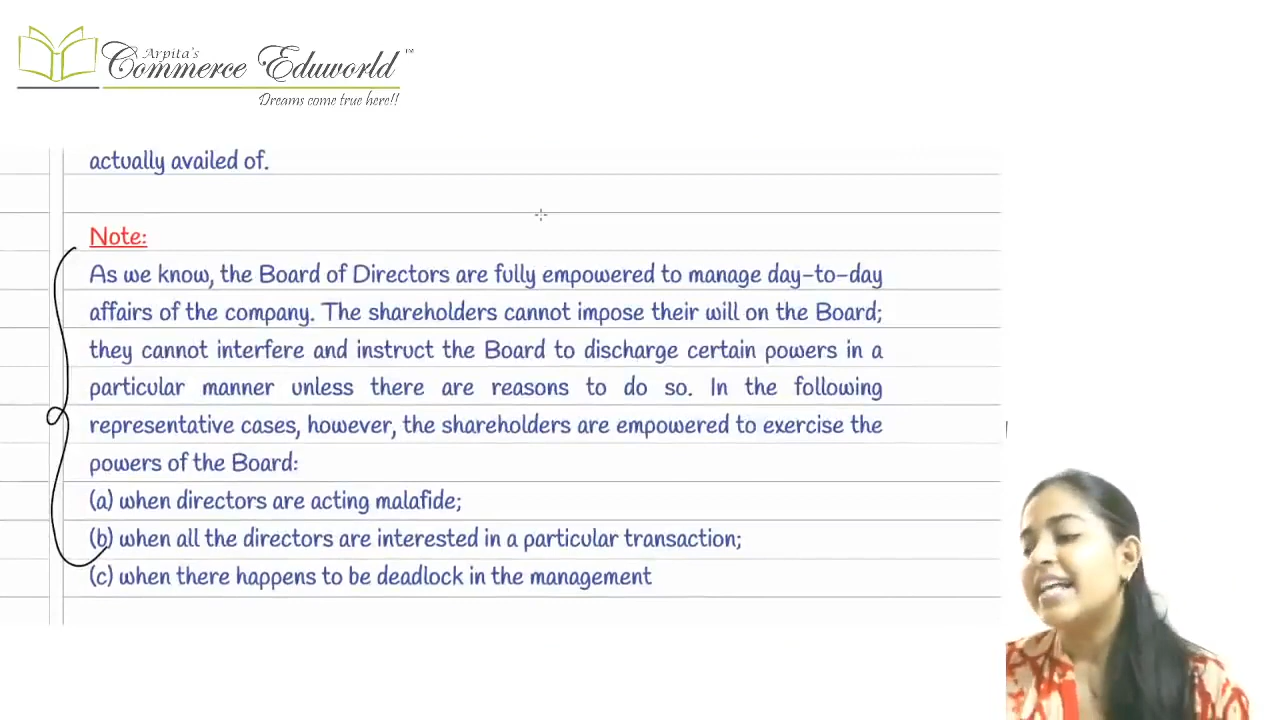 Arpita's
Commerce Eduworld™
Dreams come true here!!
actually availed of.
Note:
As we know, the Board of Directors are fully empowered to manage day-to-day
affairs of the company. The shareholders cannot impose their will on the Board;
they cannot interfere and instruct the Board to discharge certain powers in a
particular manner unless there are reasons to do so. In the following
representative cases, however, the shareholders are empowered to exercise the
powers of the Board:
(a) when directors are acting malafide;
(b) when all the directors are interested in a particular transaction;
(c) when there happens to be deadlock in the management